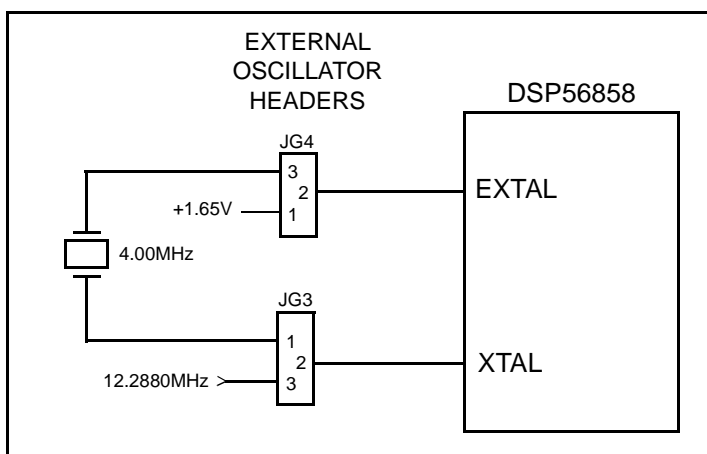 EXTERNAL
OSCILLATOR
HEADERS
DSP56858
JG4
3
2
1
+1.65V
EXTAL
4.00MHz
JG3
1
2
3
12.2880MHz
XTAL